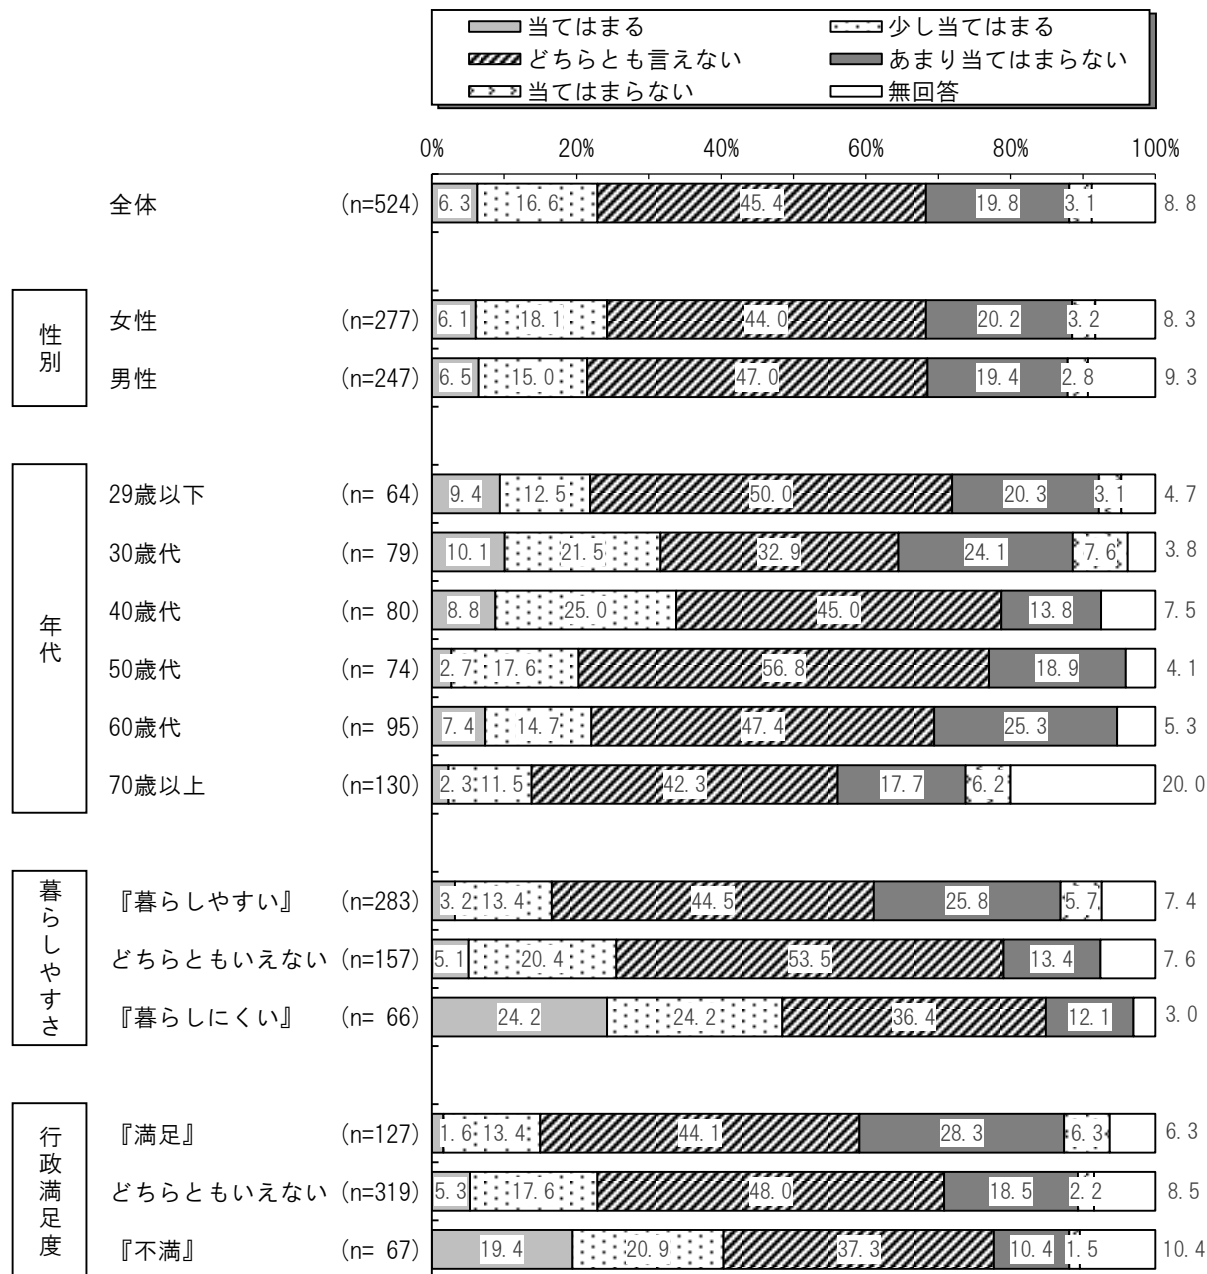 当てはまる 少し当てはまる
どちらとも言えない あまり当てはまらない
当てはまらない 無回答
0% 20% 40% 60% 80% 100%
全体 (n=524) 6.3 16.6 45.4 19.8 3.1 8.8
性別
女性 (n=277) 6.1 18.1 44.0 20.2 3.2 8.3
男性 (n=247) 6.5 15.0 47.0 19.4 2.8 9.3
年代
29歳以下 (n= 64) 9.4 12.5 50.0 20.3 3.1 4.7
30歳代 (n= 79) 10.1 21.5 32.9 24.1 7.6 3.8
40歳代 (n= 80) 8.8 25.0 45.0 13.8 7.5
50歳代 (n= 74) 2.7 17.6 56.8 18.9 4.1
60歳代 (n= 95) 7.4 14.7 47.4 25.3 5.3
70歳以上 (n=130) 2.3 11.5 42.3 17.7 6.2 20.0
暮らしやすさ
『暮らしやすい』 (n=283) 3.2 13.4 44.5 25.8 5.7 7.4
どちらともいえない (n=157) 5.1 20.4 53.5 13.4 7.6
『暮らしにくい』 (n= 66) 24.2 24.2 36.4 12.1 3.0
行政満足度
『満足』 (n=127) 1.6 13.4 44.1 28.3 6.3 6.3
どちらともいえない (n=319) 5.3 17.6 48.0 18.5 2.2 8.5
『不満』 (n= 67) 19.4 20.9 37.3 10.4 1.5 10.4